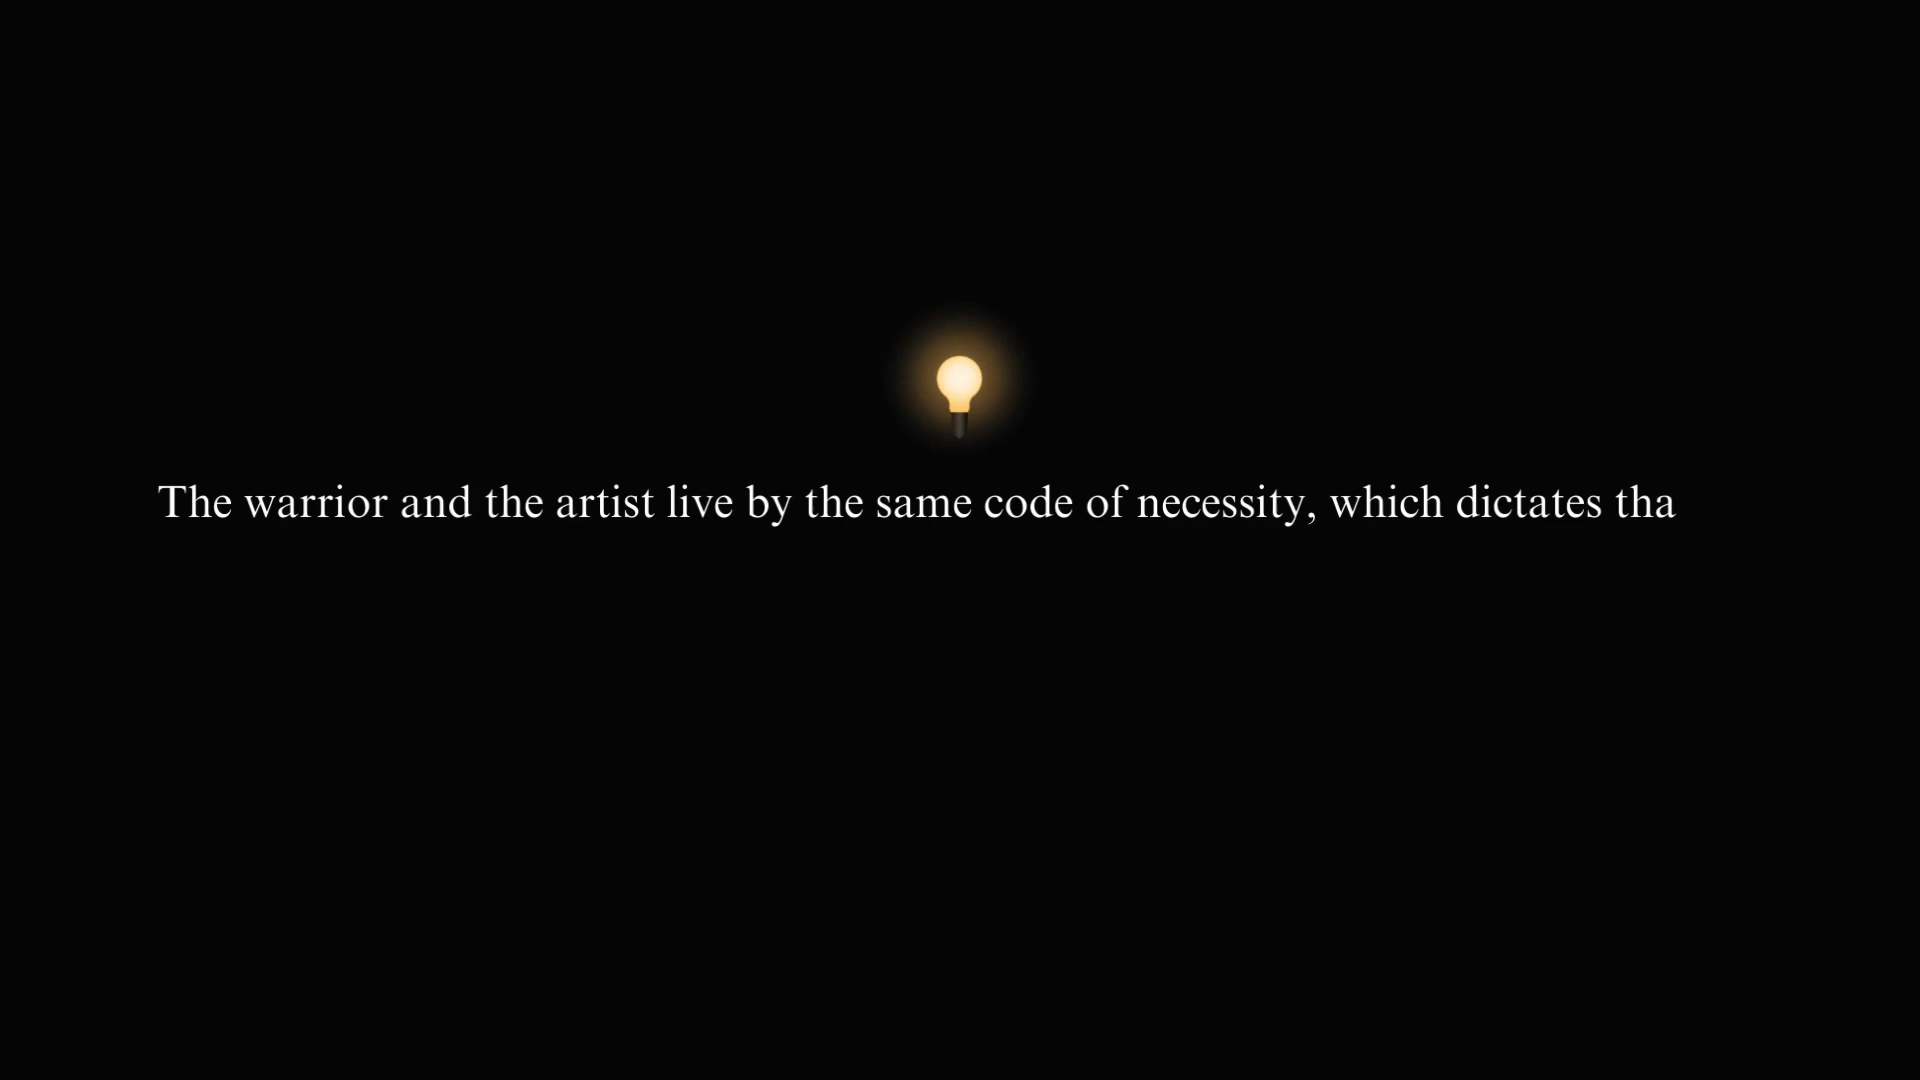 The warrior and the artist live by the same code of necessity, which dictates tha